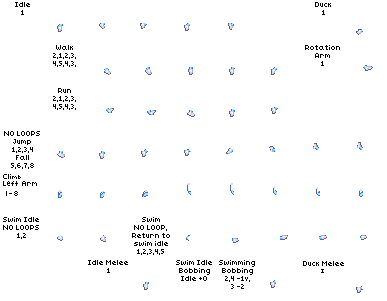 Idle
1
Duck
1
Walk
2,1,2,3,
4,5,4,3,
Rotation
Arm
1
Run
2,1,2,3,
4,5,4,3,
NO LOOPS
Jump
1,2,3,4
Fall
5,6,7,8
Climb
Left Arm
1-8
Swim Idle
NO LOOPS
1,2
Swim
NO LOOP,
Return to
swim idle
1,2,3,4,5
Idle Melee
1
Swim Idle
Bobbing
Idle +0
Swimming
Bobbing
2,4 -1v,
3 -2
Duck Melee
1